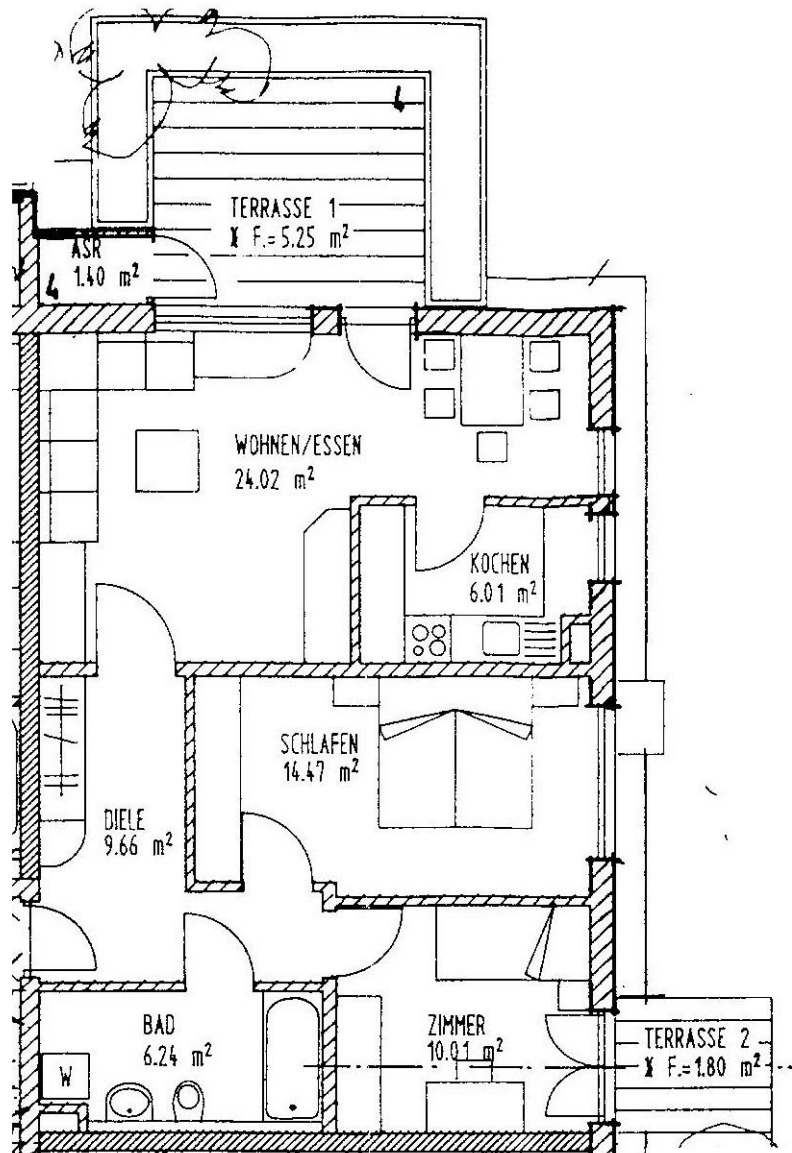 TERRASSE 1
F.=5.25 m²
ASR
1.40 m²
WOHNEN/ESSEN
24.02 m²
KOCHEN
6.01 m²
SCHLAFEN
14.47 m²
DIELE
9.66 m²
BAD
6.24 m²
W
ZIMMER
10.01 m²
TERRASSE 2
F.=1.80 m²